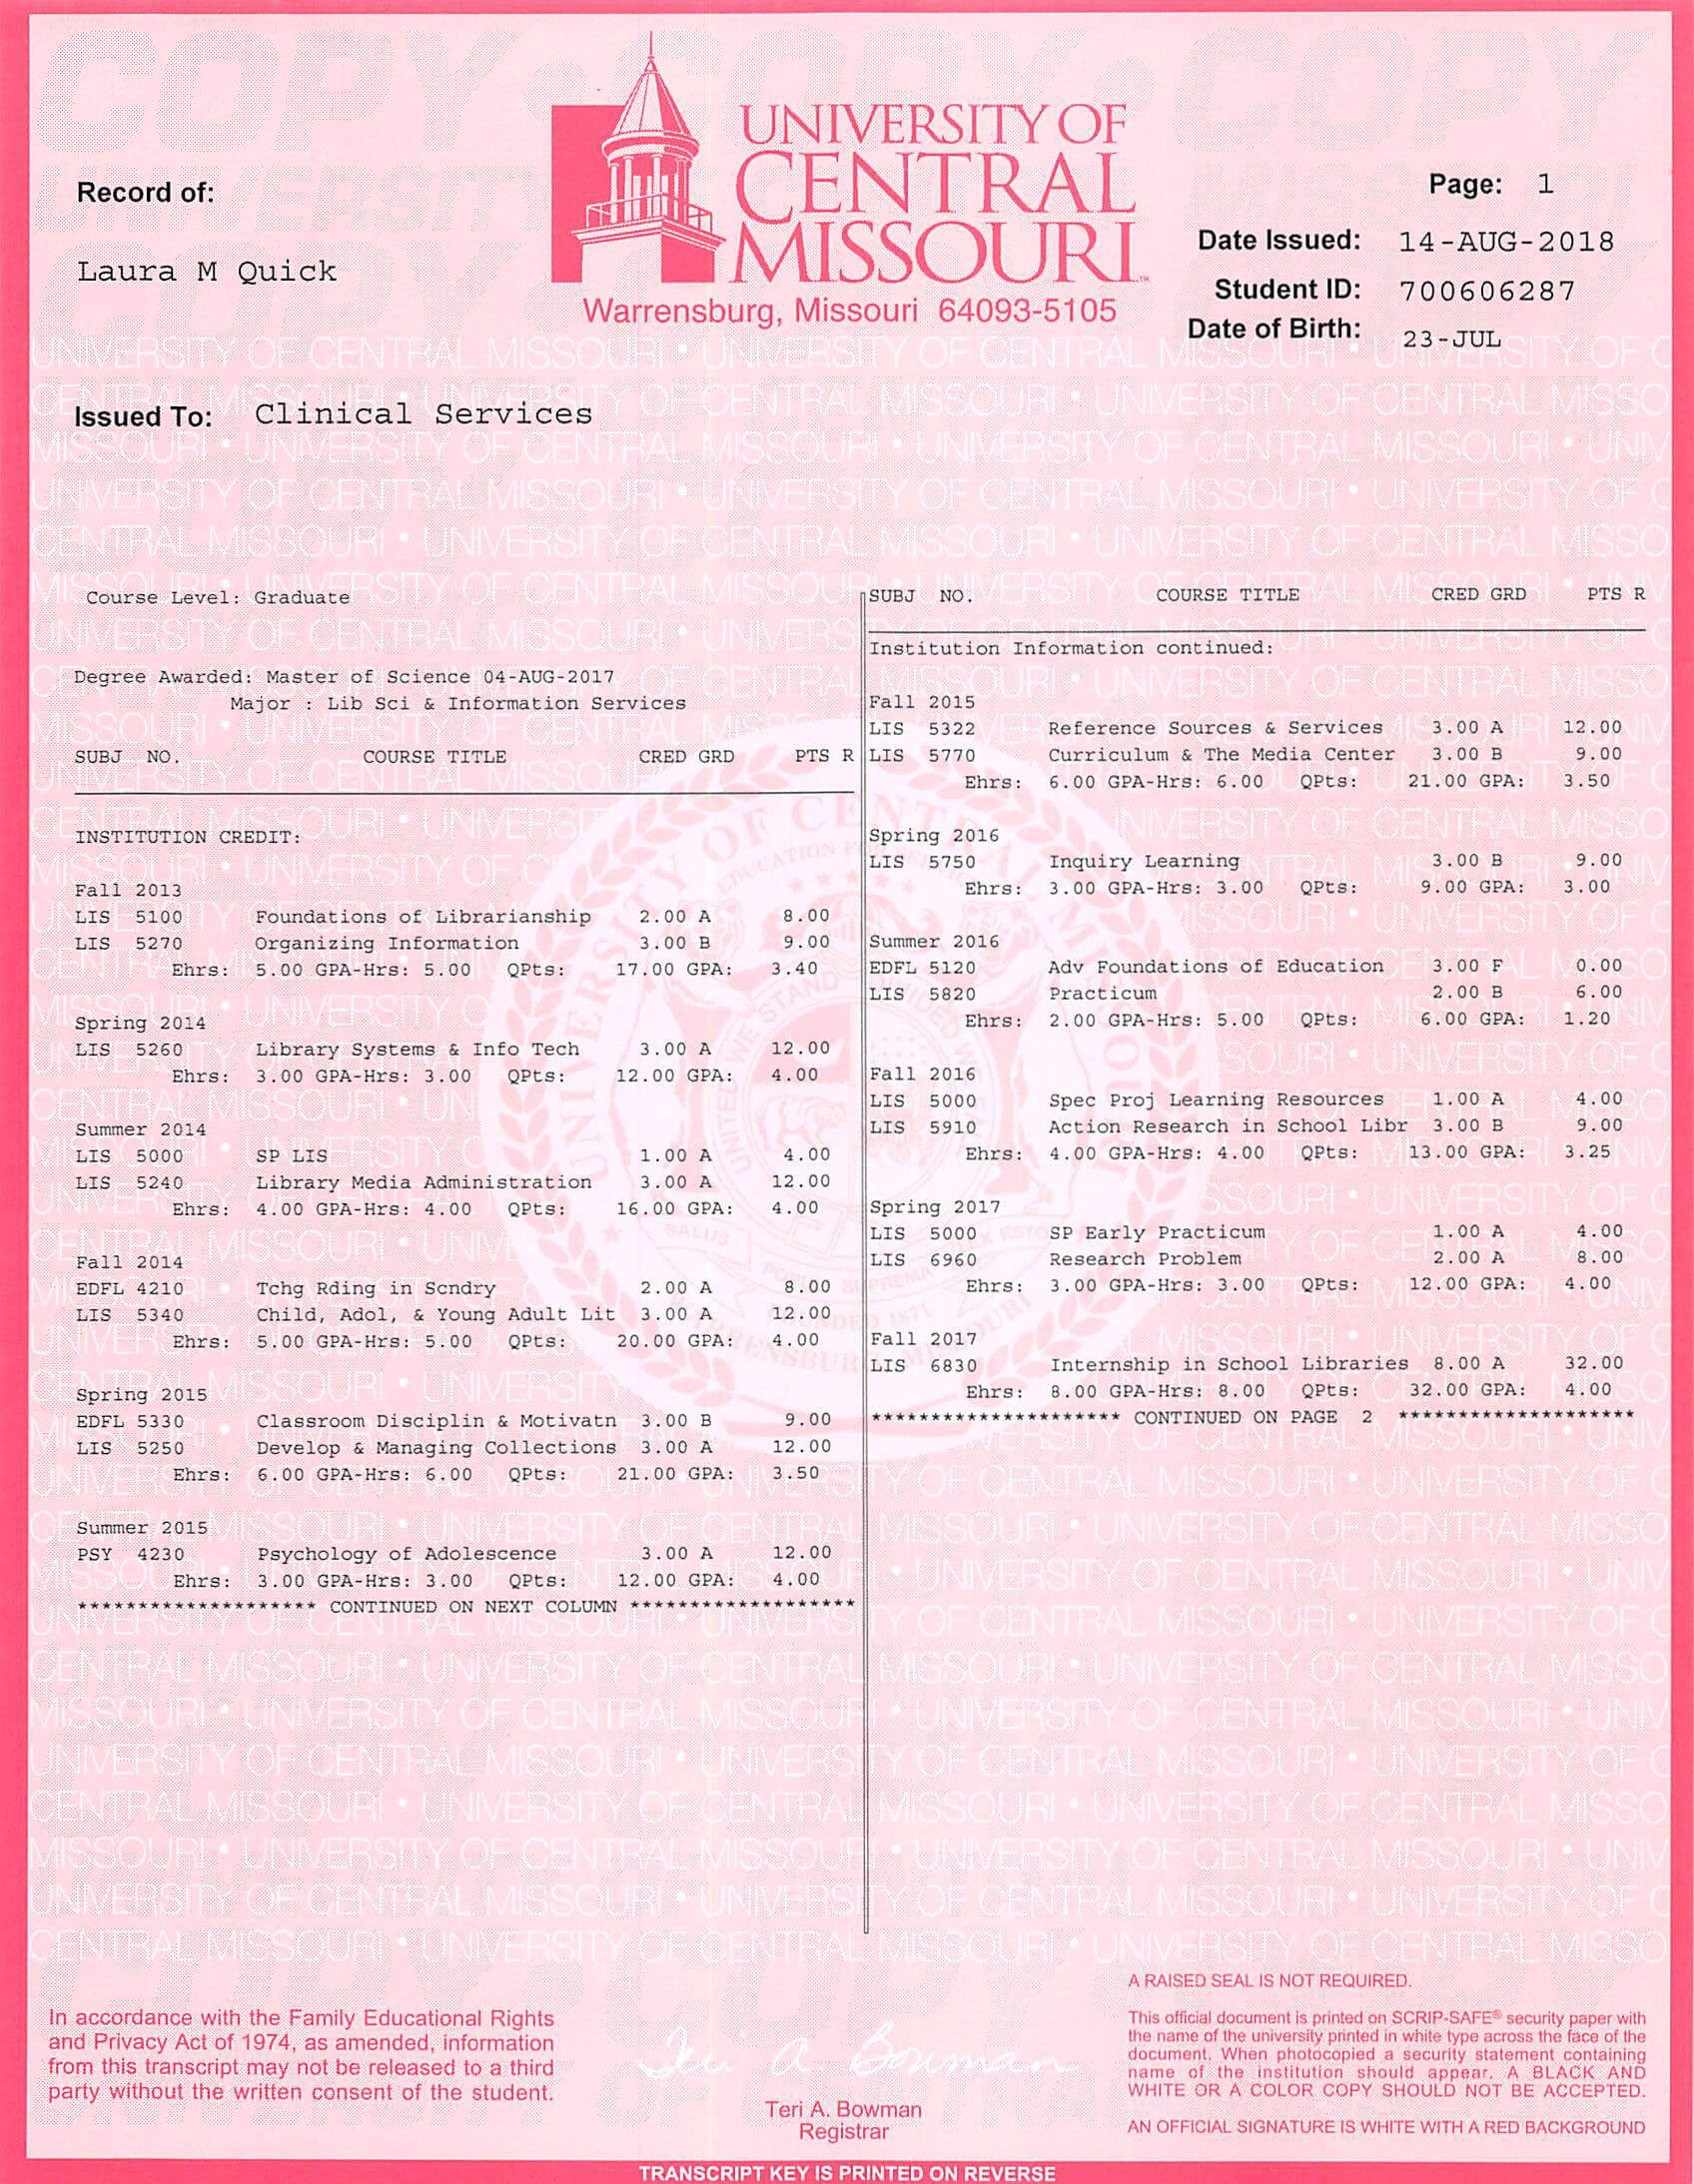 COPY • COPY • COPY
UNIVERSITY OF
CENTRAL
MISSOURI
Warrensburg, Missouri 64093-5105
Record of:
Laura M Quick
Page: 1
Date Issued: 14-AUG-2018
Student ID: 700606287
Date of Birth: 23-JUL
Issued To: Clinical Services
Course Level: Graduate
Degree Awarded: Master of Science 04-AUG-2017
Major : Lib Sci & Information Services
SUBJ NO. COURSE TITLE CRED GRD PTS R
INSTITUTION CREDIT:
Fall 2013
LIS 5100 Foundations of Librarianship 2.00 A 8.00
LIS 5270 Organizing Information 3.00 B 9.00
Ehrs: 5.00 GPA-Hrs: 5.00 QPts: 17.00 GPA: 3.40
Spring 2014
LIS 5260 Library Systems & Info Tech 3.00 A 12.00
Ehrs: 3.00 GPA-Hrs: 3.00 QPts: 12.00 GPA: 4.00
Summer 2014
LIS 5000 SP LIS 1.00 A 4.00
LIS 5240 Library Media Administration 3.00 A 12.00
Ehrs: 4.00 GPA-Hrs: 4.00 QPts: 16.00 GPA: 4.00
Fall 2014
EDFL 4210 Tchg Rding in Scndry 2.00 A 8.00
LIS 5340 Child, Adol, & Young Adult Lit 3.00 A 12.00
Ehrs: 5.00 GPA-Hrs: 5.00 QPts: 20.00 GPA: 4.00
Spring 2015
EDFL 5330 Classroom Disciplin & Motivatn 3.00 B 9.00
LIS 5250 Develop & Managing Collections 3.00 A 12.00
Ehrs: 6.00 GPA-Hrs: 6.00 QPts: 21.00 GPA: 3.50
Summer 2015
PSY 4230 Psychology of Adolescence 3.00 A 12.00
Ehrs: 3.00 GPA-Hrs: 3.00 QPts: 12.00 GPA: 4.00
******************** CONTINUED ON NEXT COLUMN *******************
SUBJ NO. COURSE TITLE CRED GRD PTS R
Institution Information continued:
Fall 2015
LIS 5322 Reference Sources & Services 3.00 A 12.00
LIS 5770 Curriculum & The Media Center 3.00 B 9.00
Ehrs: 6.00 GPA-Hrs: 6.00 QPts: 21.00 GPA: 3.50
Spring 2016
LIS 5750 Inquiry Learning 3.00 B 9.00
Ehrs: 3.00 GPA-Hrs: 3.00 QPts: 9.00 GPA: 3.00
Summer 2016
EDFL 5120 Adv Foundations of Education 3.00 F 0.00
LIS 5820 Practicum 2.00 B 6.00
Ehrs: 2.00 GPA-Hrs: 5.00 QPts: 6.00 GPA: 1.20
Fall 2016
LIS 5000 Spec Proj Learning Resources 1.00 A 4.00
LIS 5910 Action Research in School Libr 3.00 B 9.00
Ehrs: 4.00 GPA-Hrs: 4.00 QPts: 13.00 GPA: 3.25
Spring 2017
LIS 5000 SP Early Practicum 1.00 A 4.00
LIS 6960 Research Problem 2.00 A 8.00
Ehrs: 3.00 GPA-Hrs: 3.00 QPts: 12.00 GPA: 4.00
Fall 2017
LIS 6830 Internship in School Libraries 8.00 A 32.00
Ehrs: 8.00 GPA-Hrs: 8.00 QPts: 32.00 GPA: 4.00
********************* CONTINUED ON PAGE 2 ********************
In accordance with the Family Educational Rights
and Privacy Act of 1974, as amended, information
from this transcript may not be released to a third
party without the written consent of the student.
Teri A. Bowman
Teri A. Bowman
Registrar
A RAISED SEAL IS NOT REQUIRED.
This official document is printed on SCRIP-SAFE® security paper with
the name of the university printed in white type across the face of the
document. When photocopied a security statement containing
name of the institution should appear. A BLACK AND
WHITE OR A COLOR COPY SHOULD NOT BE ACCEPTED.
AN OFFICIAL SIGNATURE IS WHITE WITH A RED BACKGROUND
TRANSCRIPT KEY IS PRINTED ON REVERSE